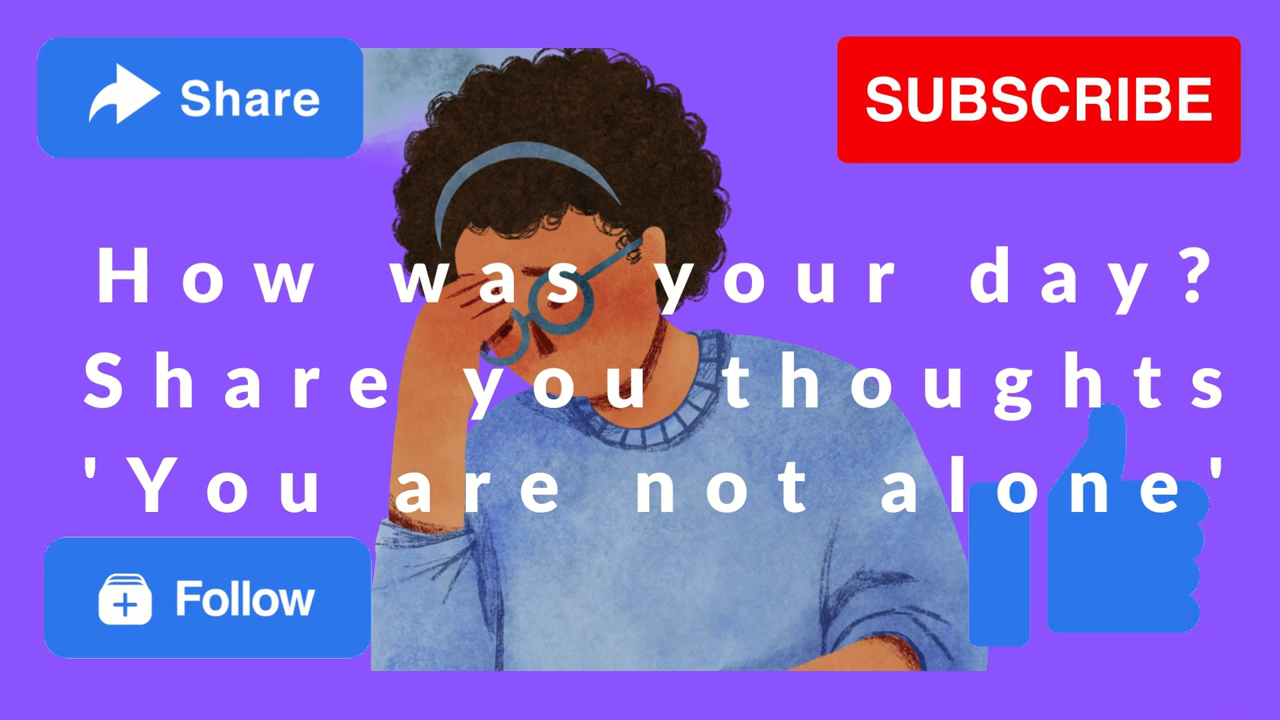 Share
SUBSCRIBE
How was your day?
Share you thoughts
'You are not alone'
Follow